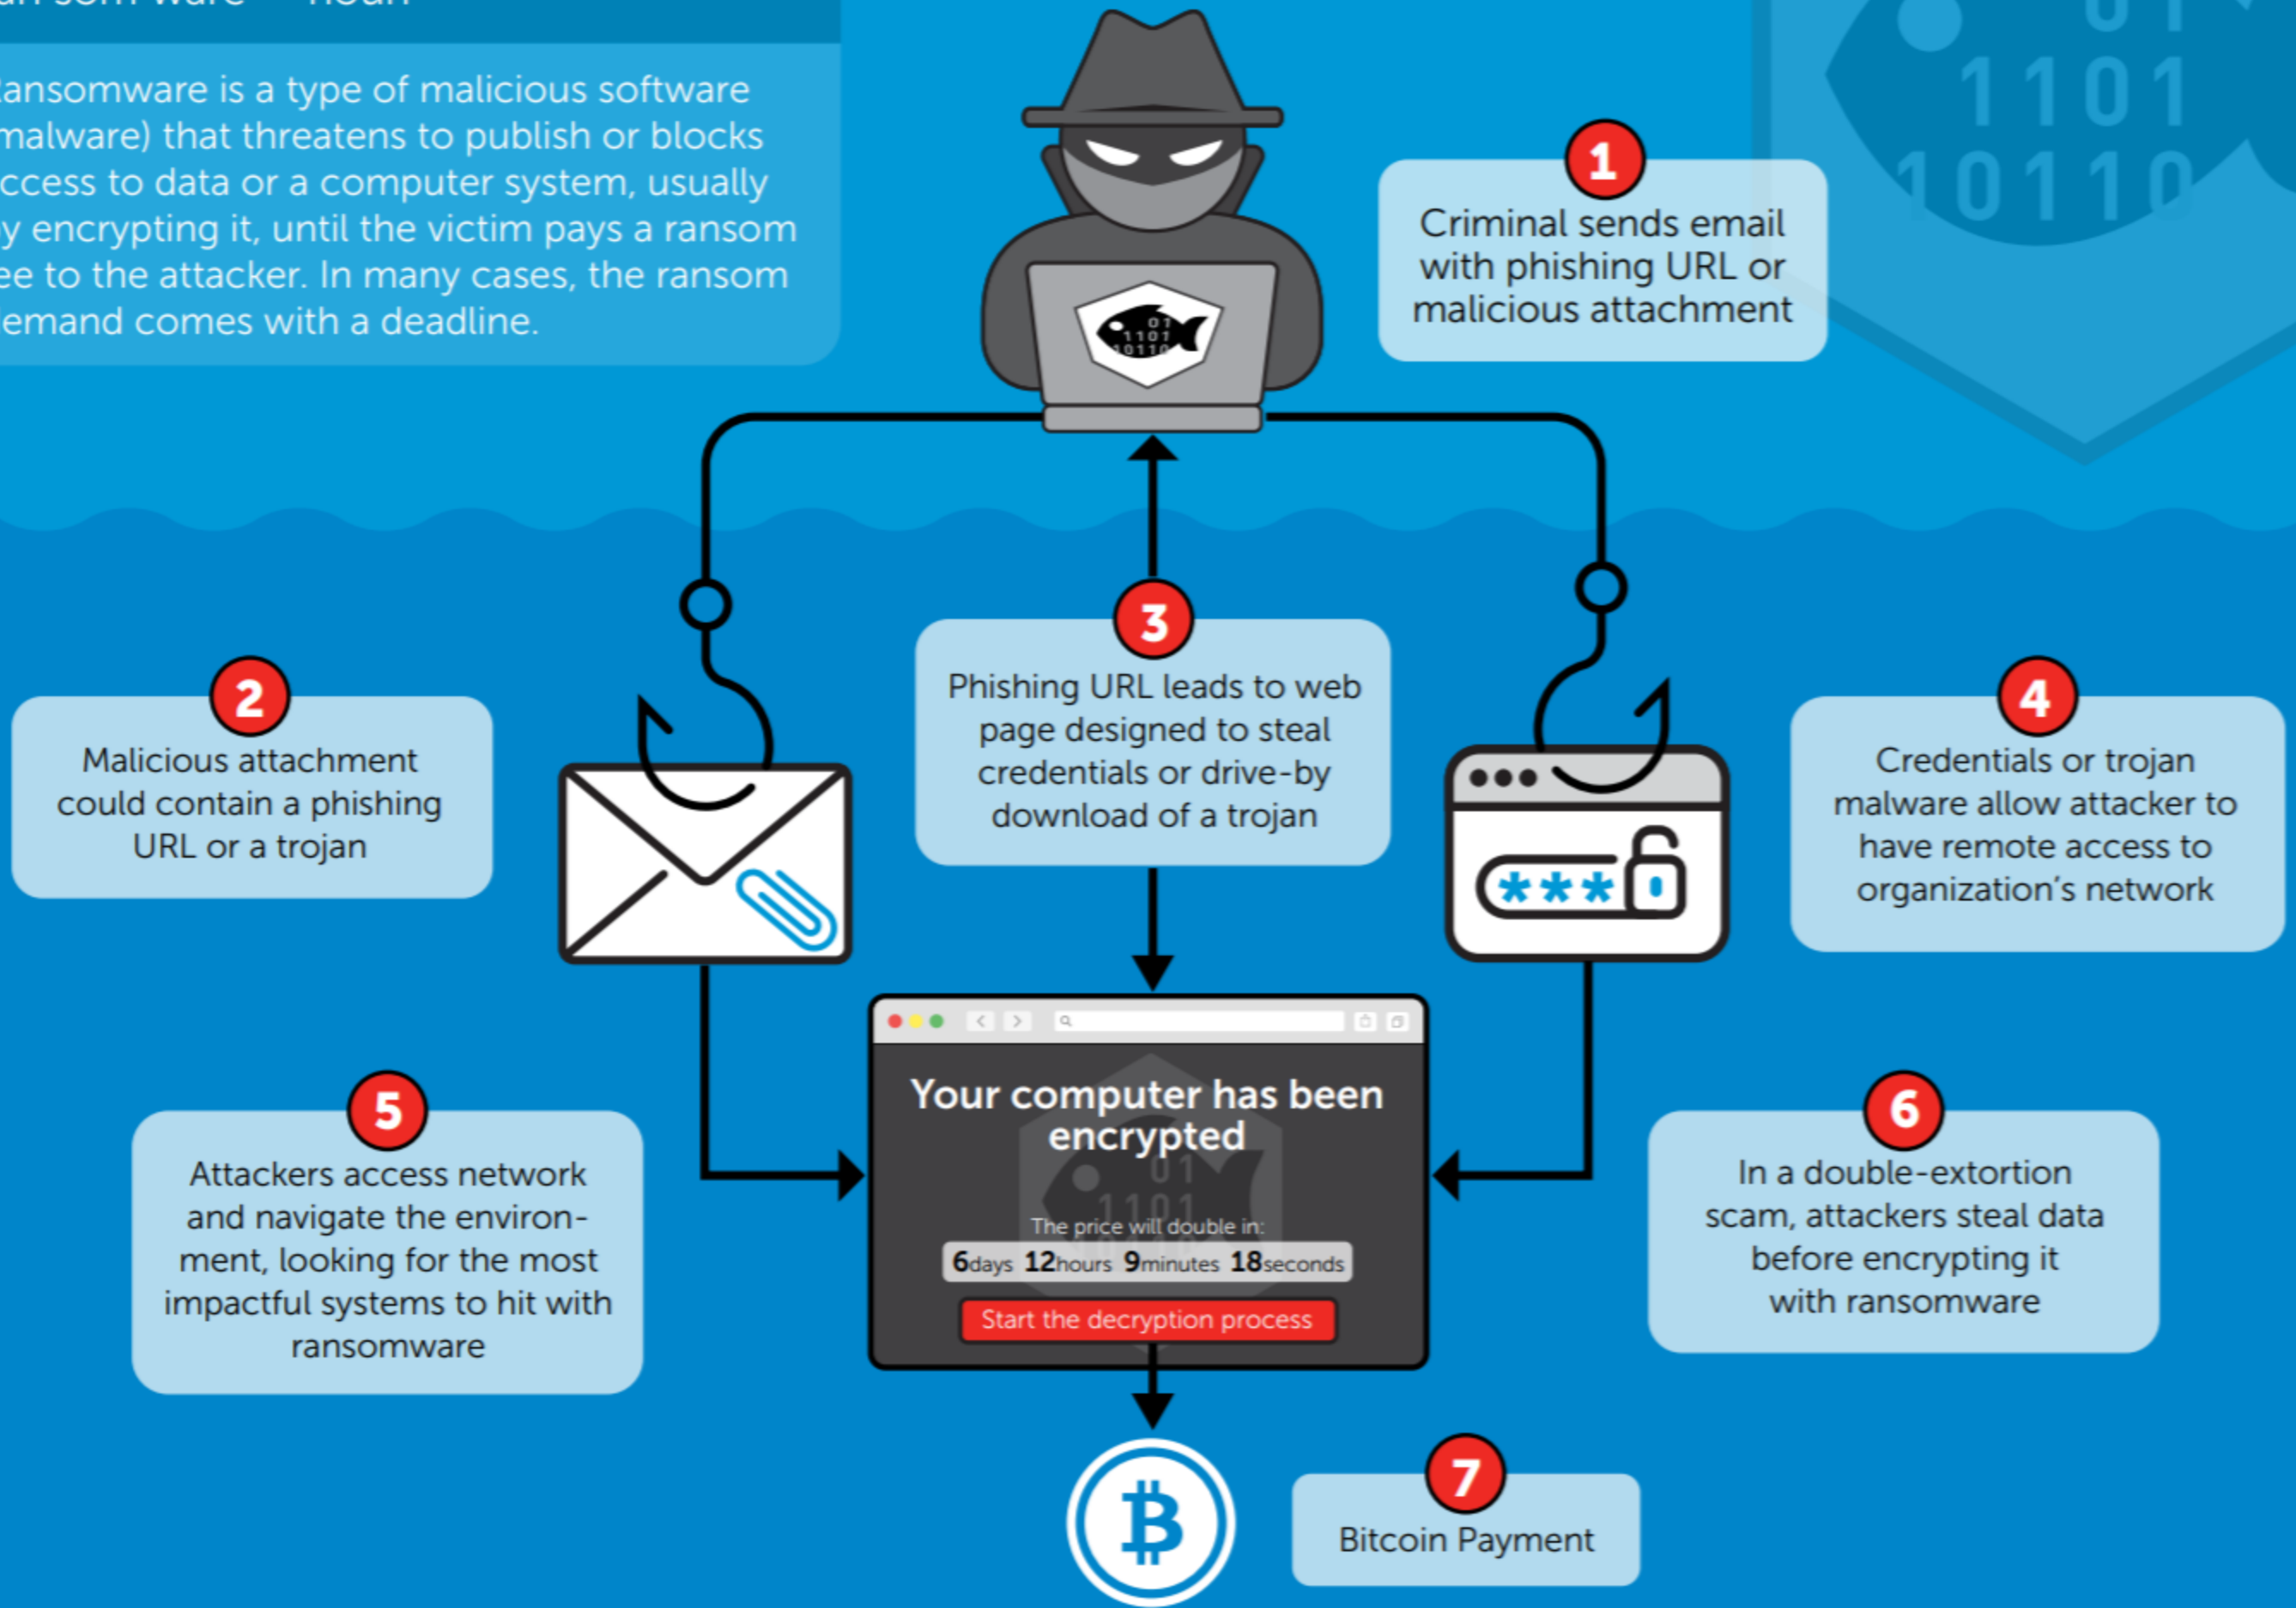 noun
Ransomware is a type of malicious software
malware) that threatens to publish or blocks
ccess to data or a computer system, usually
y encrypting it, until the victim pays a ransom
ee to the attacker. In many cases, the ransom
emand comes with a deadline.
01
1101
10110
01
1101
10110
1
Criminal sends email
with phishing URL or
malicious attachment
2
Malicious attachment
could contain a phishing
URL or a trojan
3
Phishing URL leads to web
page designed to steal
credentials or drive-by
download of a trojan
4
Credentials or trojan
malware allow attacker to
have remote access to
organization's network
***
5
Attackers access network
and navigate the environ-
ment, looking for the most
impactful systems to hit with
ransomware
Your computer has been
encrypted
01
1101
The price will double in:
6days 12hours 9minutes 18seconds
Start the decryption process
6
In a double-extortion
scam, attackers steal data
before encrypting it
with ransomware
7
Bitcoin Payment